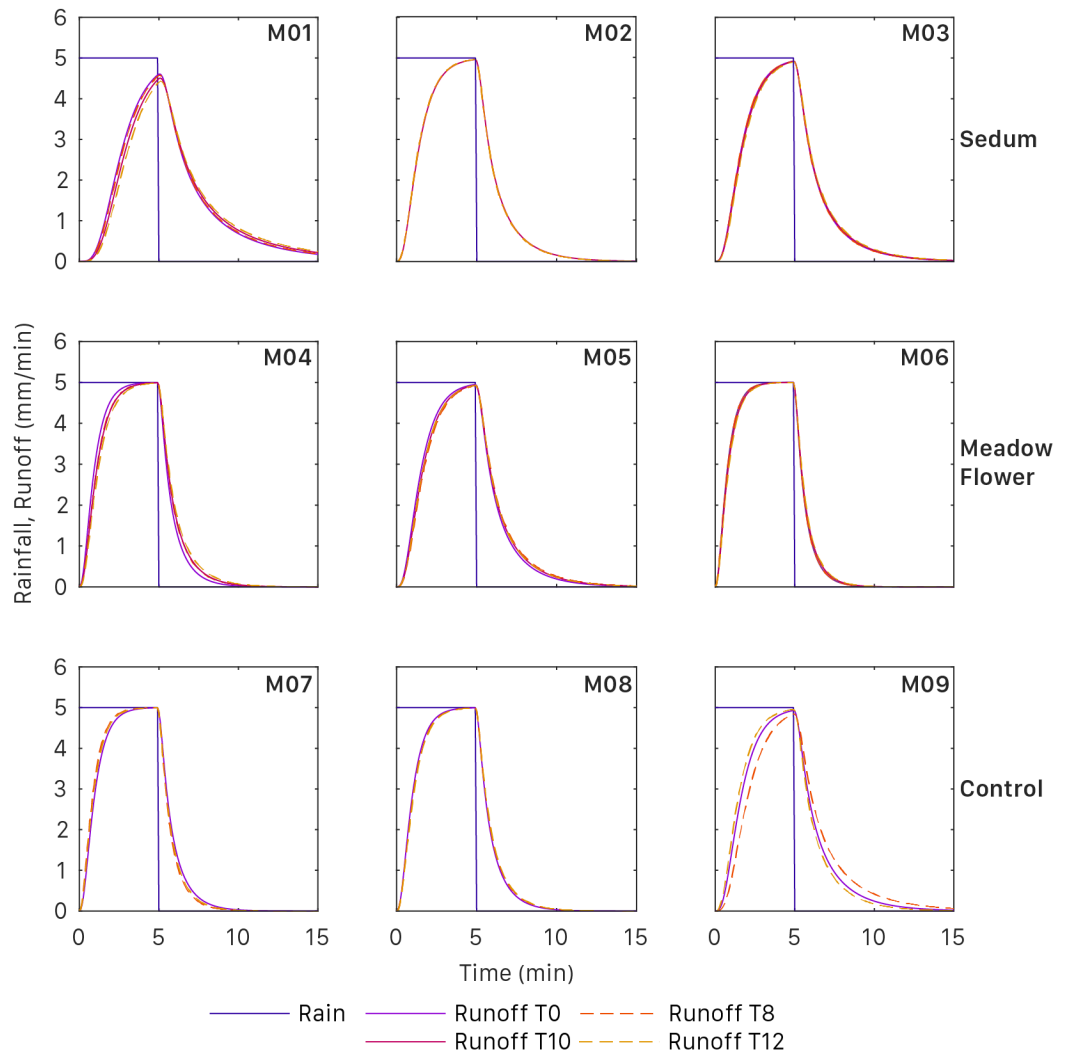 6 M01 M02 M03
5
4
3 Sedum
2
1
0
Rainfall, Runoff (mm/min)
6 M04 M05 M06
5
4
3 Meadow
Flower
2
1
0
6 M07 M08 M09
5
4
3 Control
2
1
0
0 5 10 15 0 5 10 15 0 5 10 15
Time (min)
Rain Runoff T0 Runoff T8
Runoff T10 Runoff T12